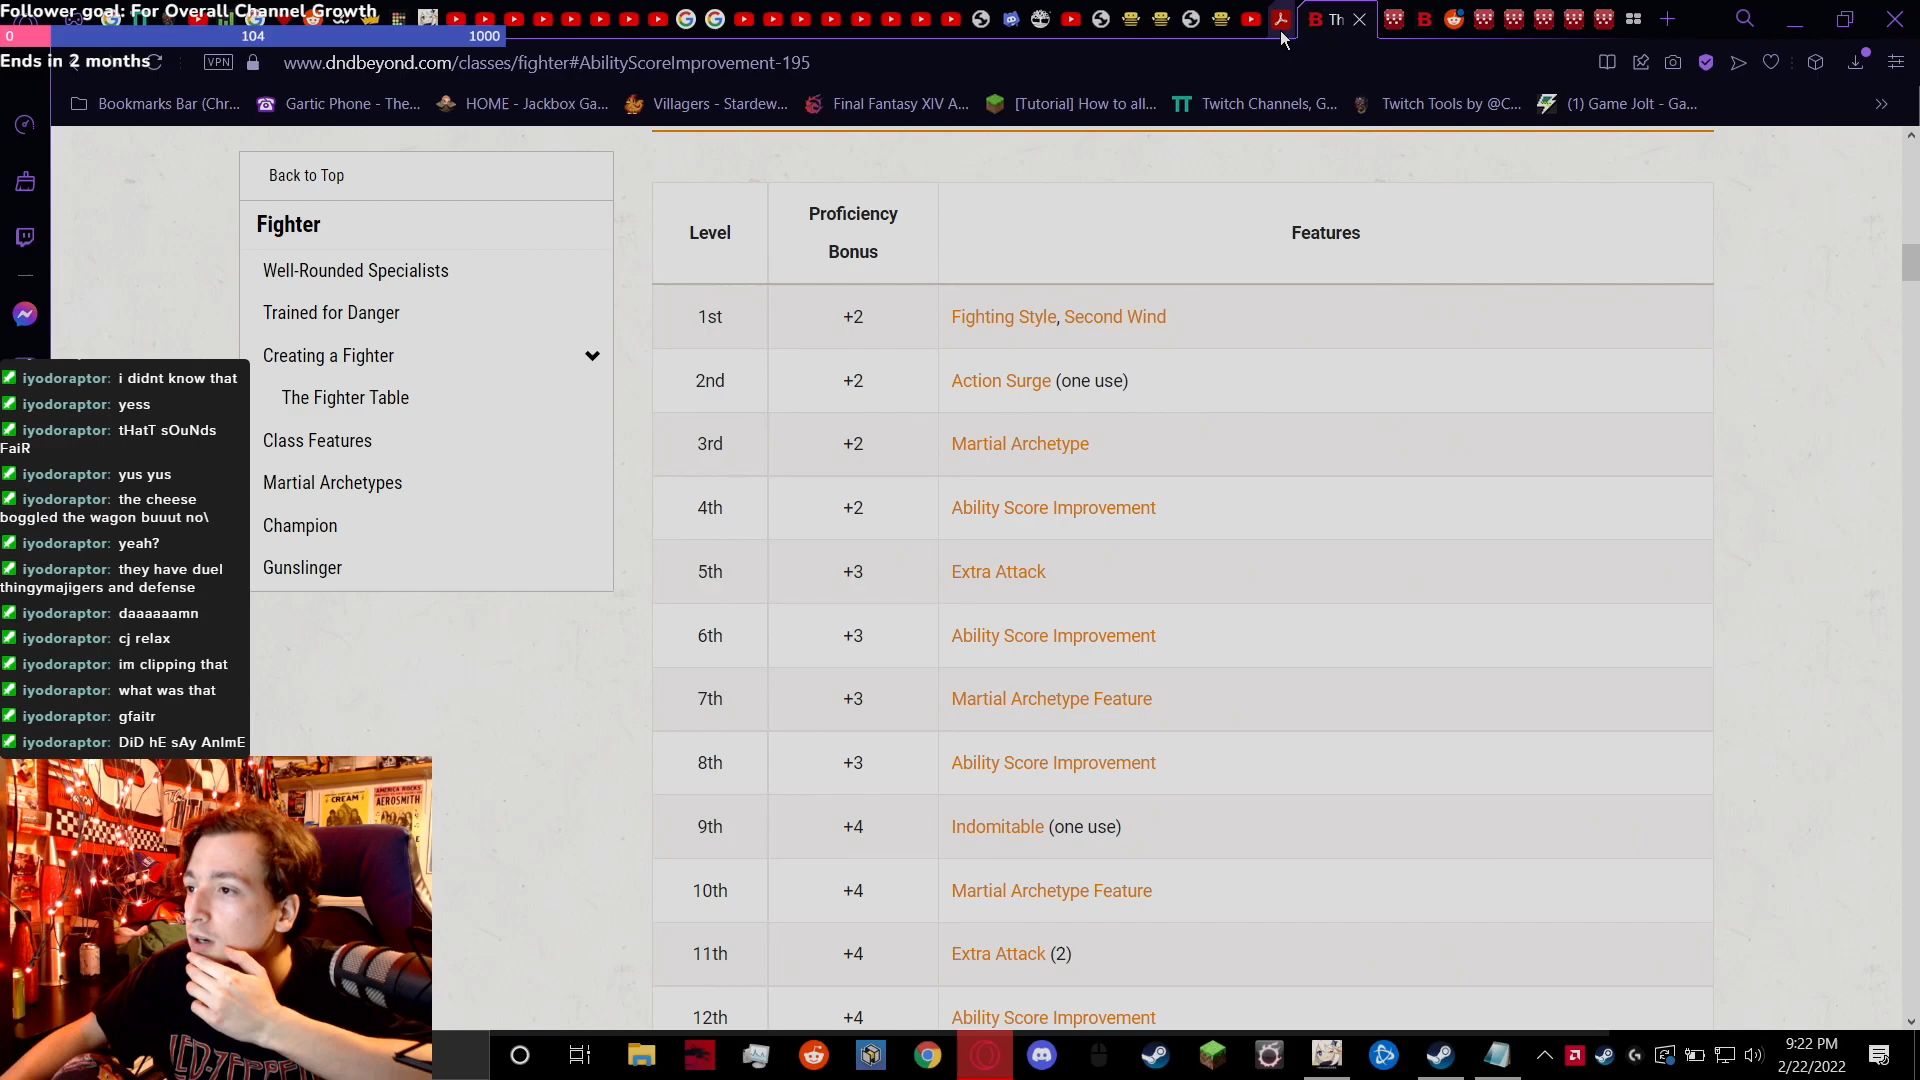 Follower goal: For Overall Channel Growth
0 104 1000
Ends in 2 months
Th
VPN
www.dndbeyond.com/classes/fighter#AbilityScoreImprovement-195
Bookmarks Bar (Chr...
Gartic Phone - The...
HOME - Jackbox Ga...
Villagers - Stardew...
Final Fantasy XIV A...
[Tutorial] How to all...
Twitch Channels, G...
Twitch Tools by @C...
(1) Game Jolt - Ga...
Back to Top
Fighter
Well-Rounded Specialists
Trained for Danger
Creating a Fighter
The Fighter Table
Class Features
Martial Archetypes
Champion
Gunslinger
Level Proficiency Bonus Features
1st +2 Fighting Style, Second Wind
2nd +2 Action Surge (one use)
3rd +2 Martial Archetype
4th +2 Ability Score Improvement
5th +3 Extra Attack
6th +3 Ability Score Improvement
7th +3 Martial Archetype Feature
8th +3 Ability Score Improvement
9th +4 Indomitable (one use)
10th +4 Martial Archetype Feature
11th +4 Extra Attack (2)
12th +4 Ability Score Improvement
iyodoraptor: i didnt know that
iyodoraptor: yess
iyodoraptor: tHatT sOuNds
FaiR
iyodoraptor: yus yus
iyodoraptor: the cheese
boggled the wagon buuut no\
iyodoraptor: yeah?
iyodoraptor: they have duel
thingymajigers and defense
iyodoraptor: daaaaaamn
iyodoraptor: cj relax
iyodoraptor: im clipping that
iyodoraptor: what was that
iyodoraptor: gfaitr
iyodoraptor: DiD hE sAy AnImE
CREAM
AMERICA ROCKS
AEROSMITH
LED-ZEPPE
9:22 PM
2/22/2022